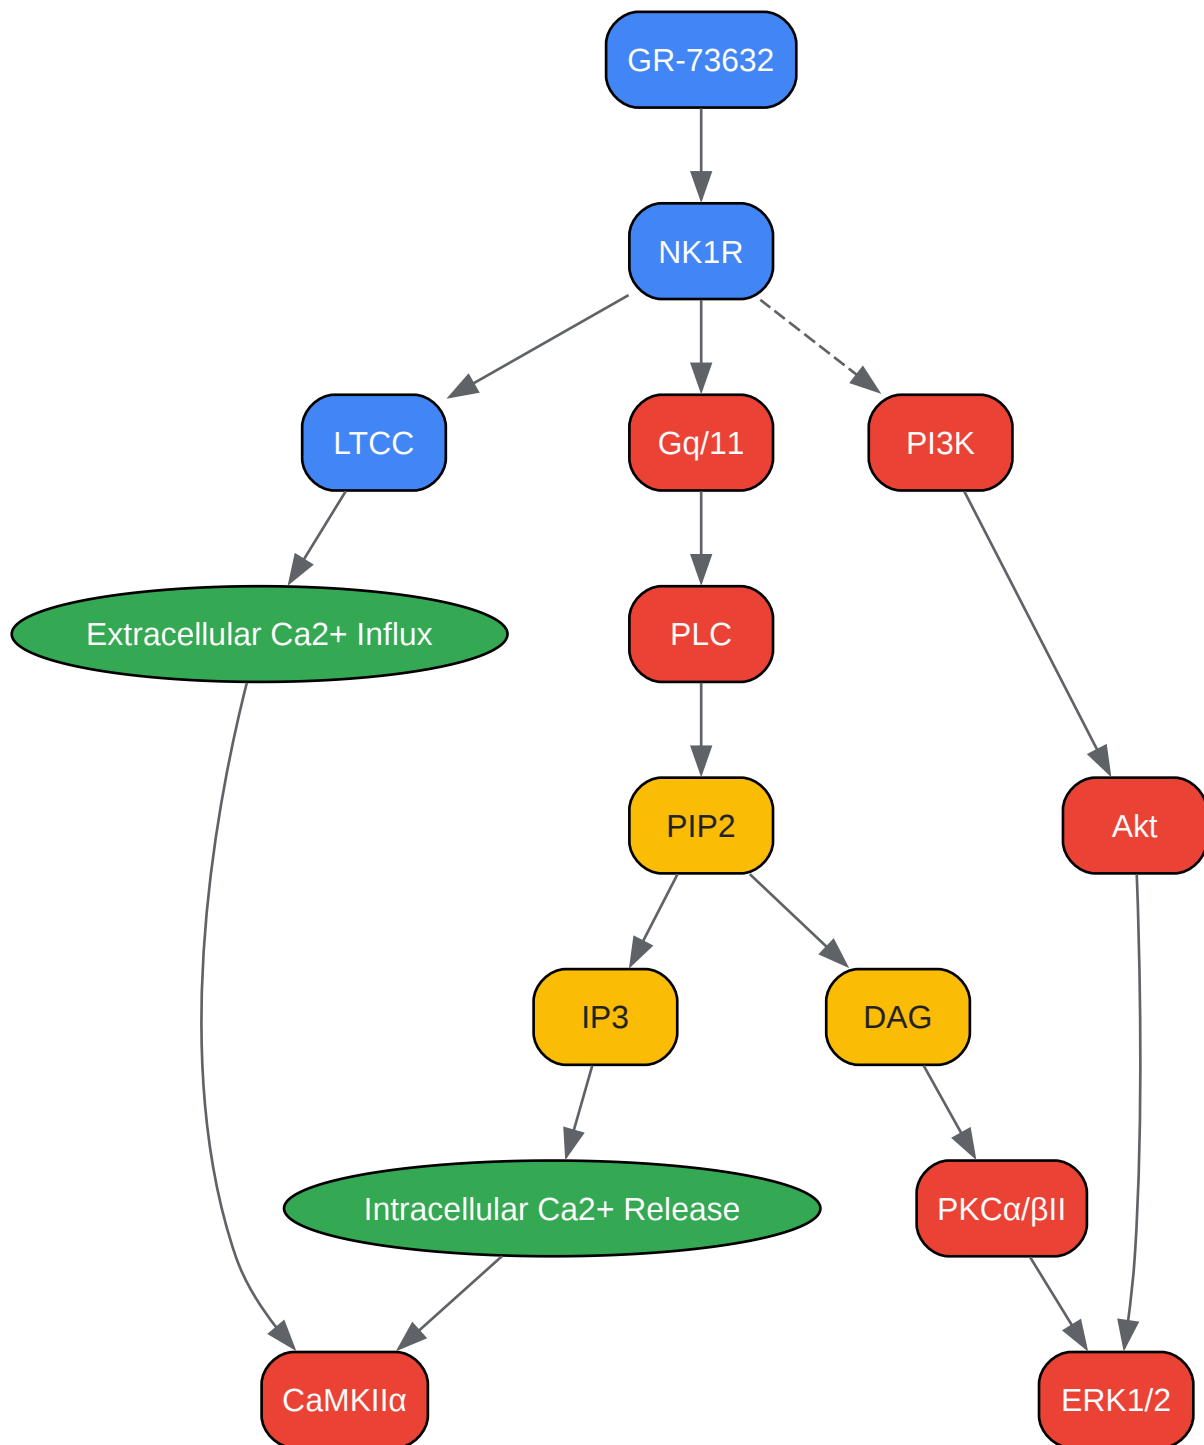 GR-73632
NK1R
LTCC
Gq/11
PI3K
Extracellular Ca2+ Influx
PLC
PIP2
Akt
IP3
DAG
Intracellular Ca2+ Release
PKCα/βII
CaMKIIα
ERK1/2